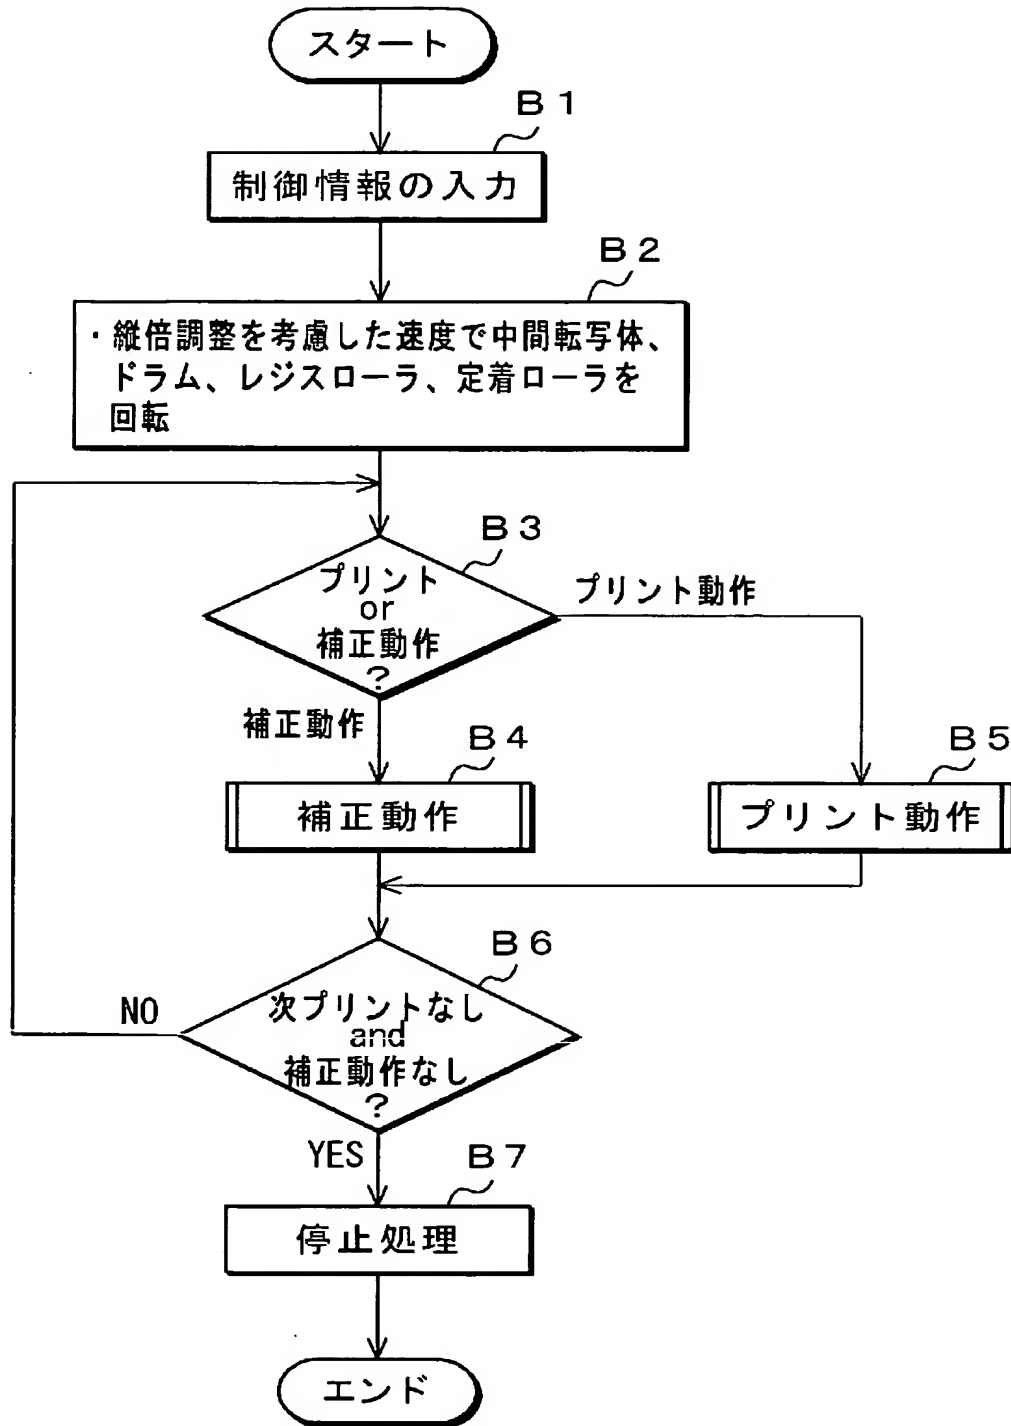 スタート
B1
制御情報の入力
B2
・縦倍調整を考慮した速度で中間転写体、
ドラム、レジスローラ、定着ローラを
回転
B3
プリント
or
補正動作
?
プリント動作
補正動作
B4
補正動作
B5
プリント動作
B6
次プリントなし
and
補正動作なし
?
NO
YES
B7
停止処理
エンド